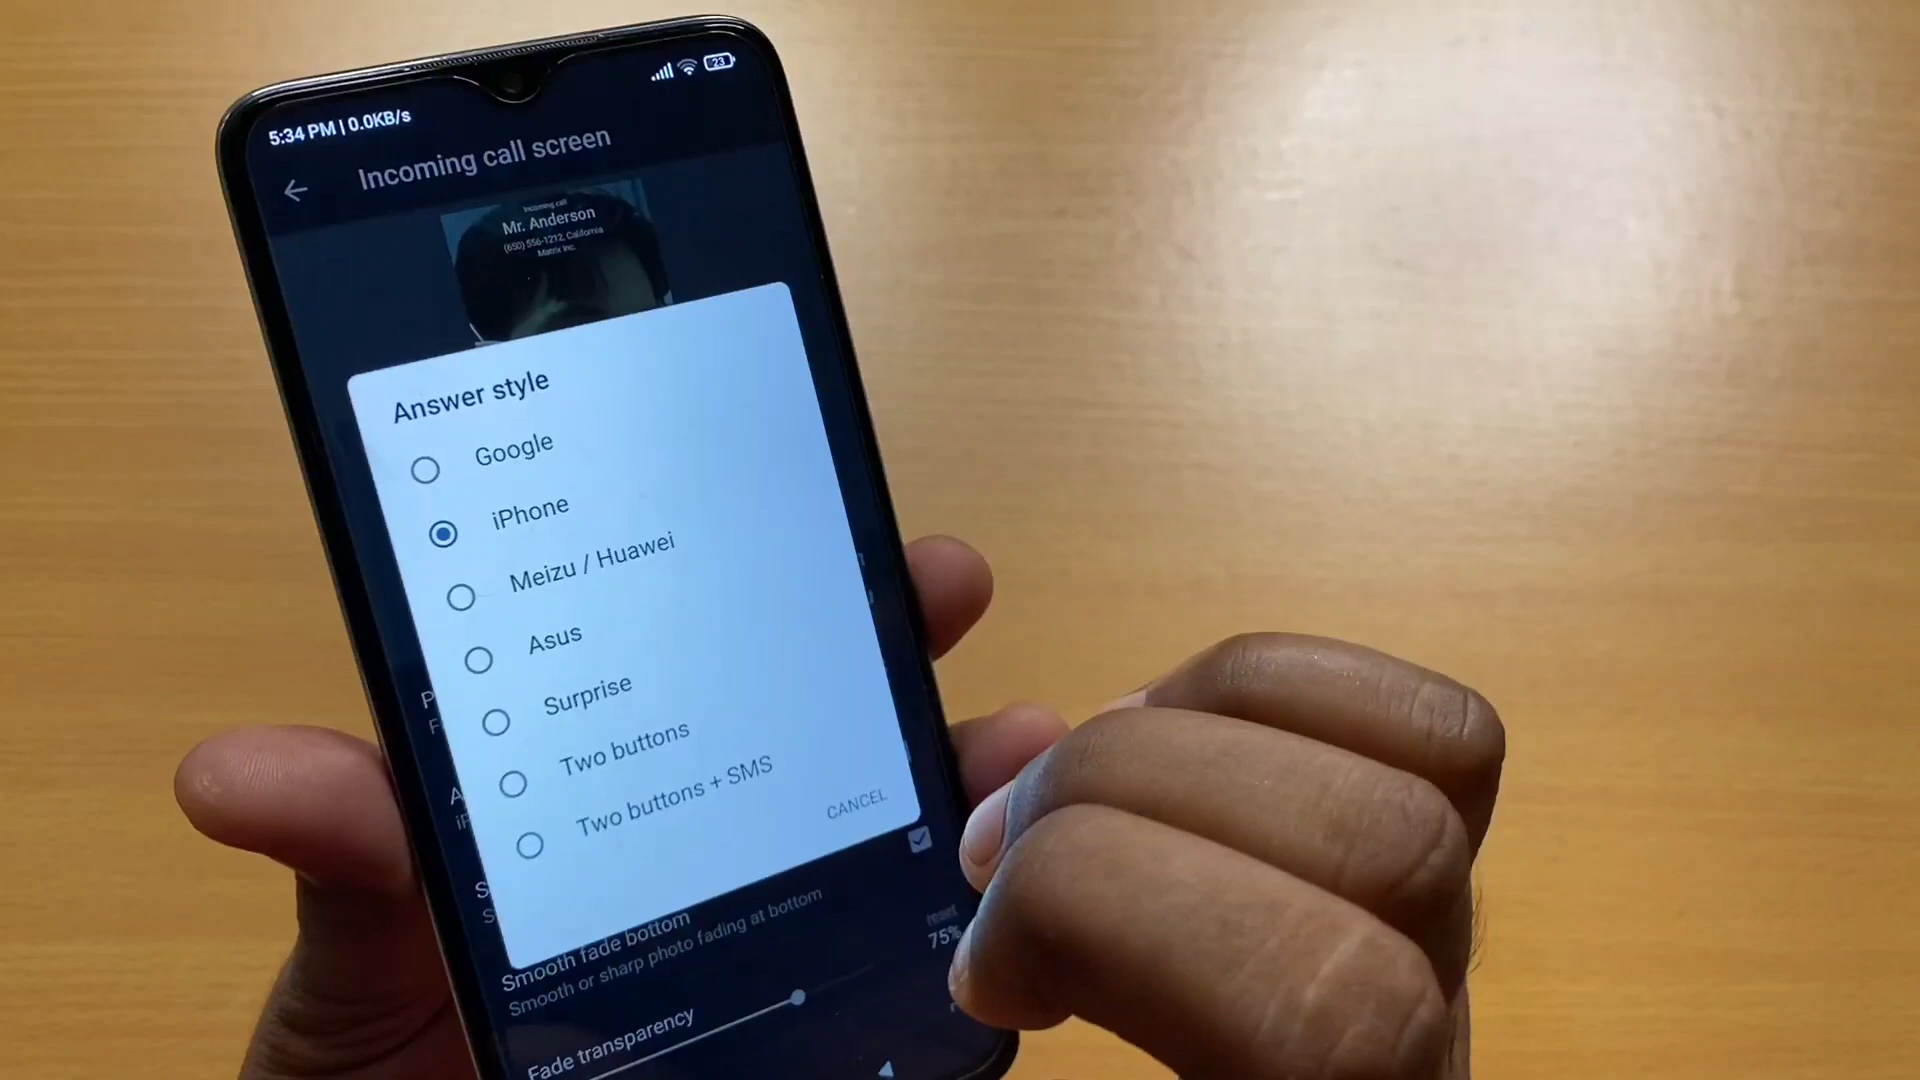 5:34 PM | 0.0KB/s
23
Incoming call screen
Incoming call
Mr. Anderson
(650) 556-1212, California
Matrix Inc.
Answer style
Google
iPhone
Meizu / Huawei
Asus
Surprise
Two buttons
Two buttons + SMS
CANCEL
Smooth fade bottom
Smooth or sharp photo fading at bottom
reset
75%
Fade transparency